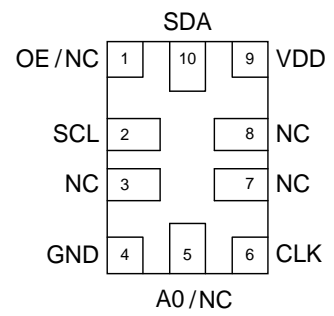 SDA
OE/NC 1 10 9 VDD
SCL 2 8 NC
NC 3 7 NC
GND 4 5 6 CLK
A0/NC